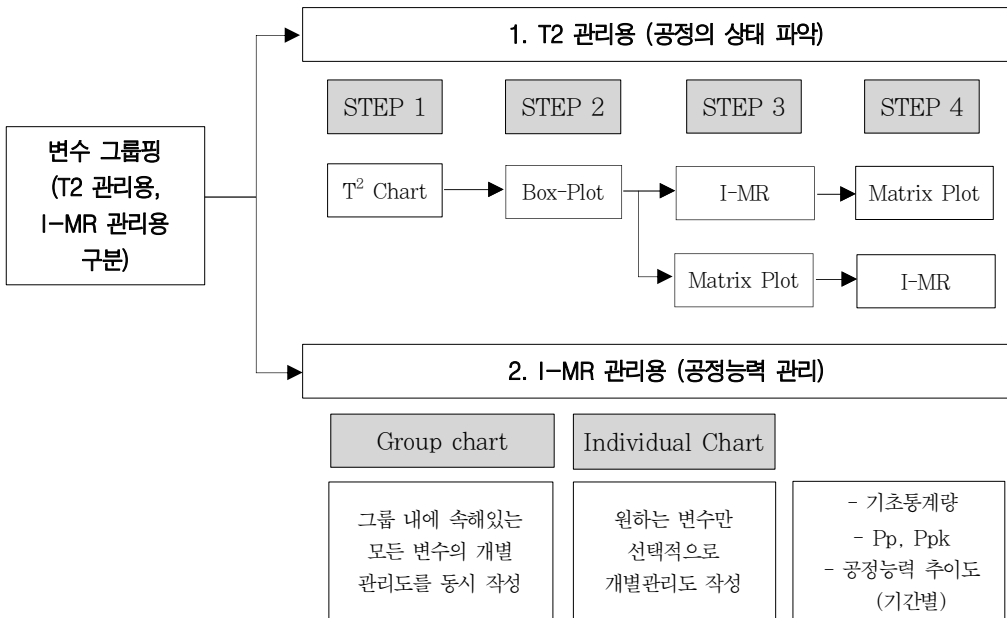 변수 그룹핑
(T2 관리용,
I-MR 관리용
구분)
1. T2 관리용 (공정의 상태 파악)
STEP 1
STEP 2
STEP 3
STEP 4
T² Chart
Box-Plot
I-MR
Matrix Plot
Matrix Plot
I-MR
2. I-MR 관리용 (공정능력 관리)
Group chart
Individual Chart
그룹 내에 속해있는
모든 변수의 개별
관리도를 동시 작성
원하는 변수만
선택적으로
개별관리도 작성
- 기초통계량
- Pp, Ppk
- 공정능력 추이도
(기간별)